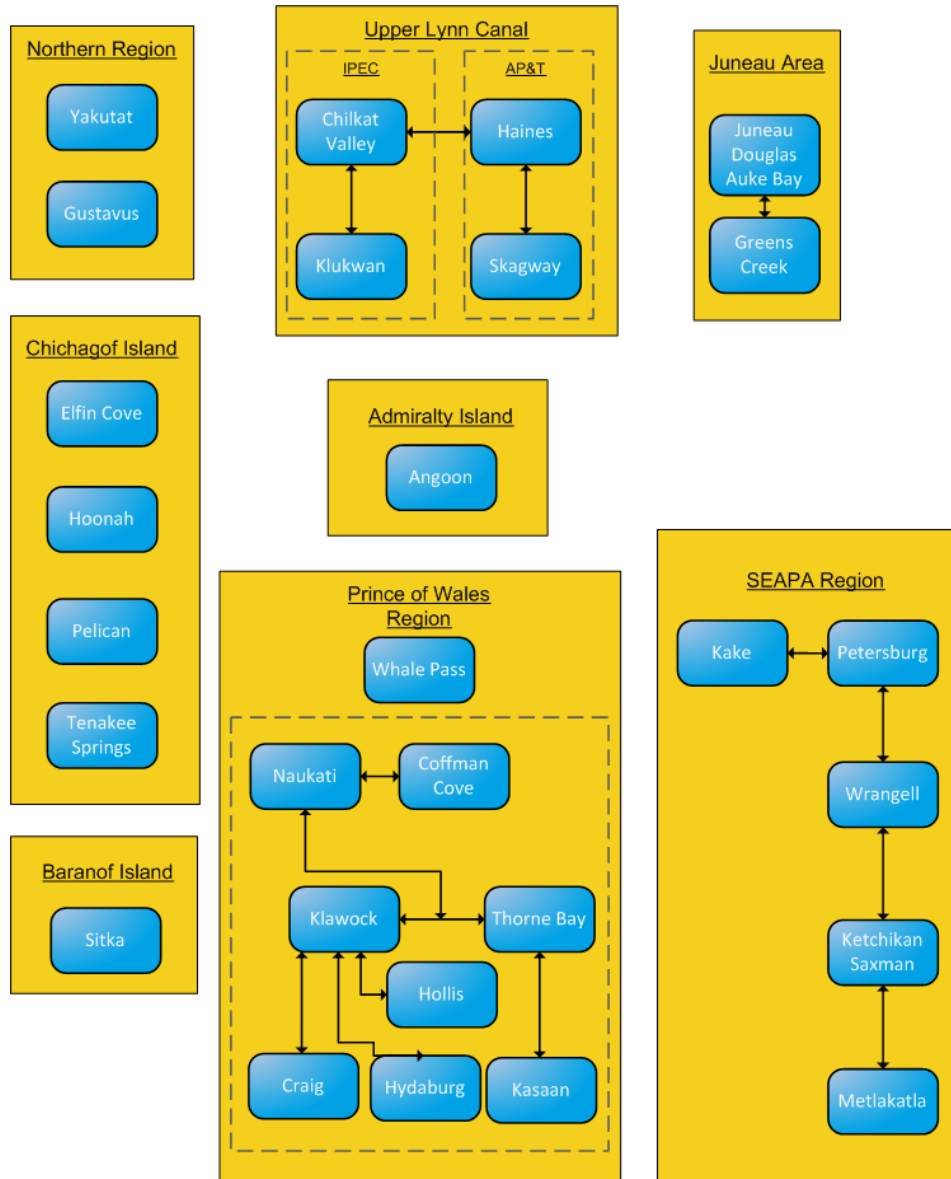 Northern Region
Yakutat
Gustavus
Upper Lynn Canal
IPEC
Chilkat
Valley
Klukwan
AP&T
Haines
Skagway
Juneau Area
Juneau
Douglas
Auke Bay
Greens
Creek
Chichagof Island
Elfin Cove
Hoonah
Pelican
Tenakee
Springs
Admiralty Island
Angoon
Baranof Island
Sitka
Prince of Wales
Region
Whale Pass
Naukati
Coffman
Cove
Klawock
Thorne Bay
Hollis
Craig
Hydaburg
Kasaan
SEAPA Region
Kake
Petersburg
Wrangell
Ketchikan
Saxman
Metlakatla